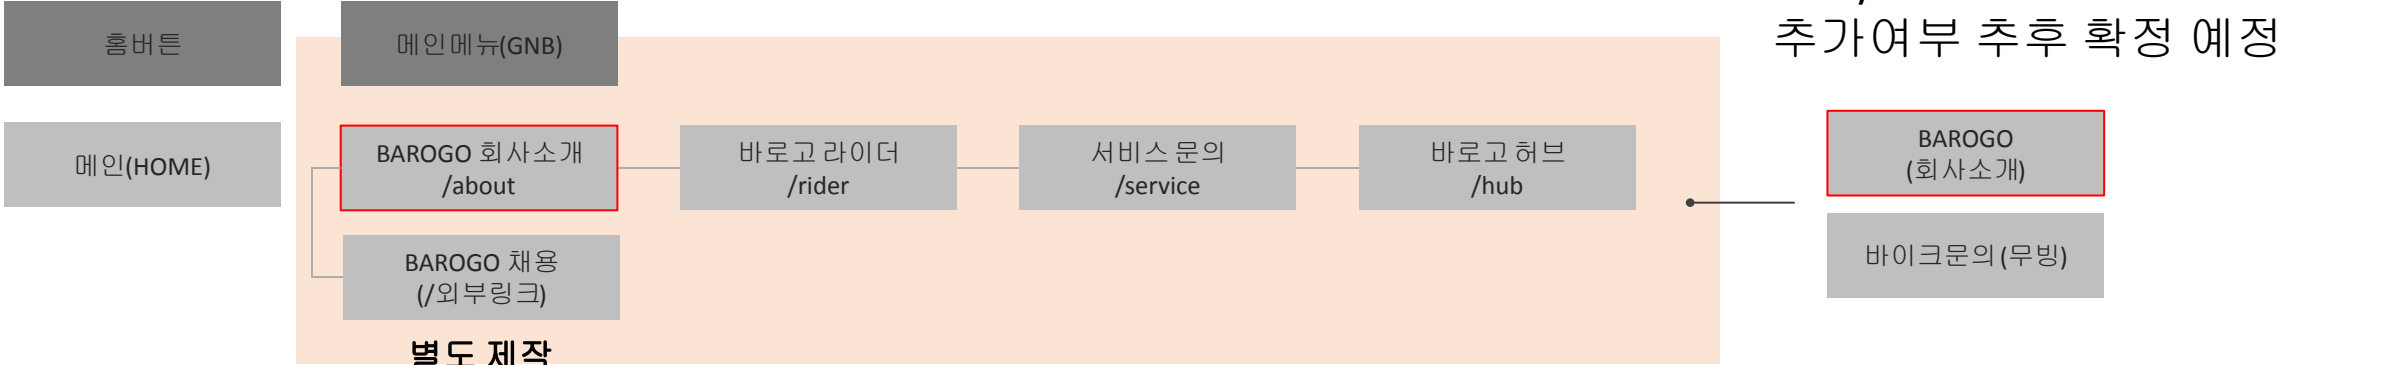 추가여부 추후 확정 예정
홈버튼
메인메뉴(GNB)
메인(HOME)
BAROGO 회사소개
/about
바로고 라이더
/rider
서비스 문의
/service
바로고 허브
/hub
BAROGO
(회사소개)
BAROGO 채용
(/외부링크)
바이크문의(무빙)
별도 제작